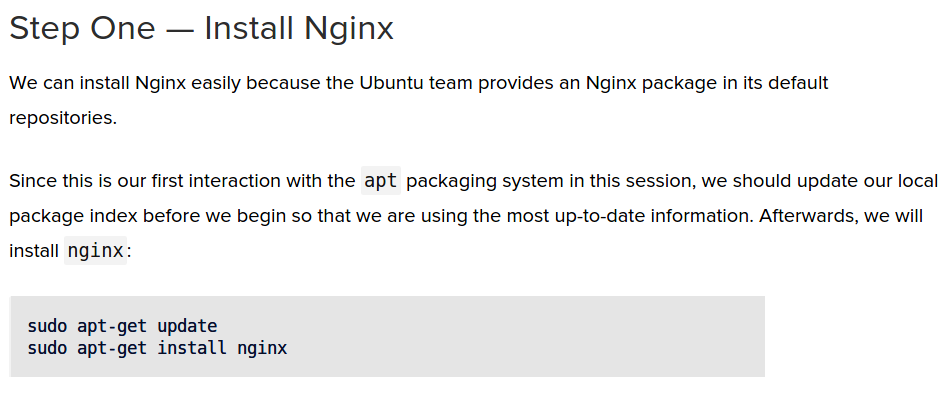 Step One — Install Nginx
We can install Nginx easily because the Ubuntu team provides an Nginx package in its default
repositories.
Since this is our first interaction with the apt packaging system in this session, we should update our local
package index before we begin so that we are using the most up-to-date information. Afterwards, we will
install nginx:
sudo apt-get update
sudo apt-get install nginx